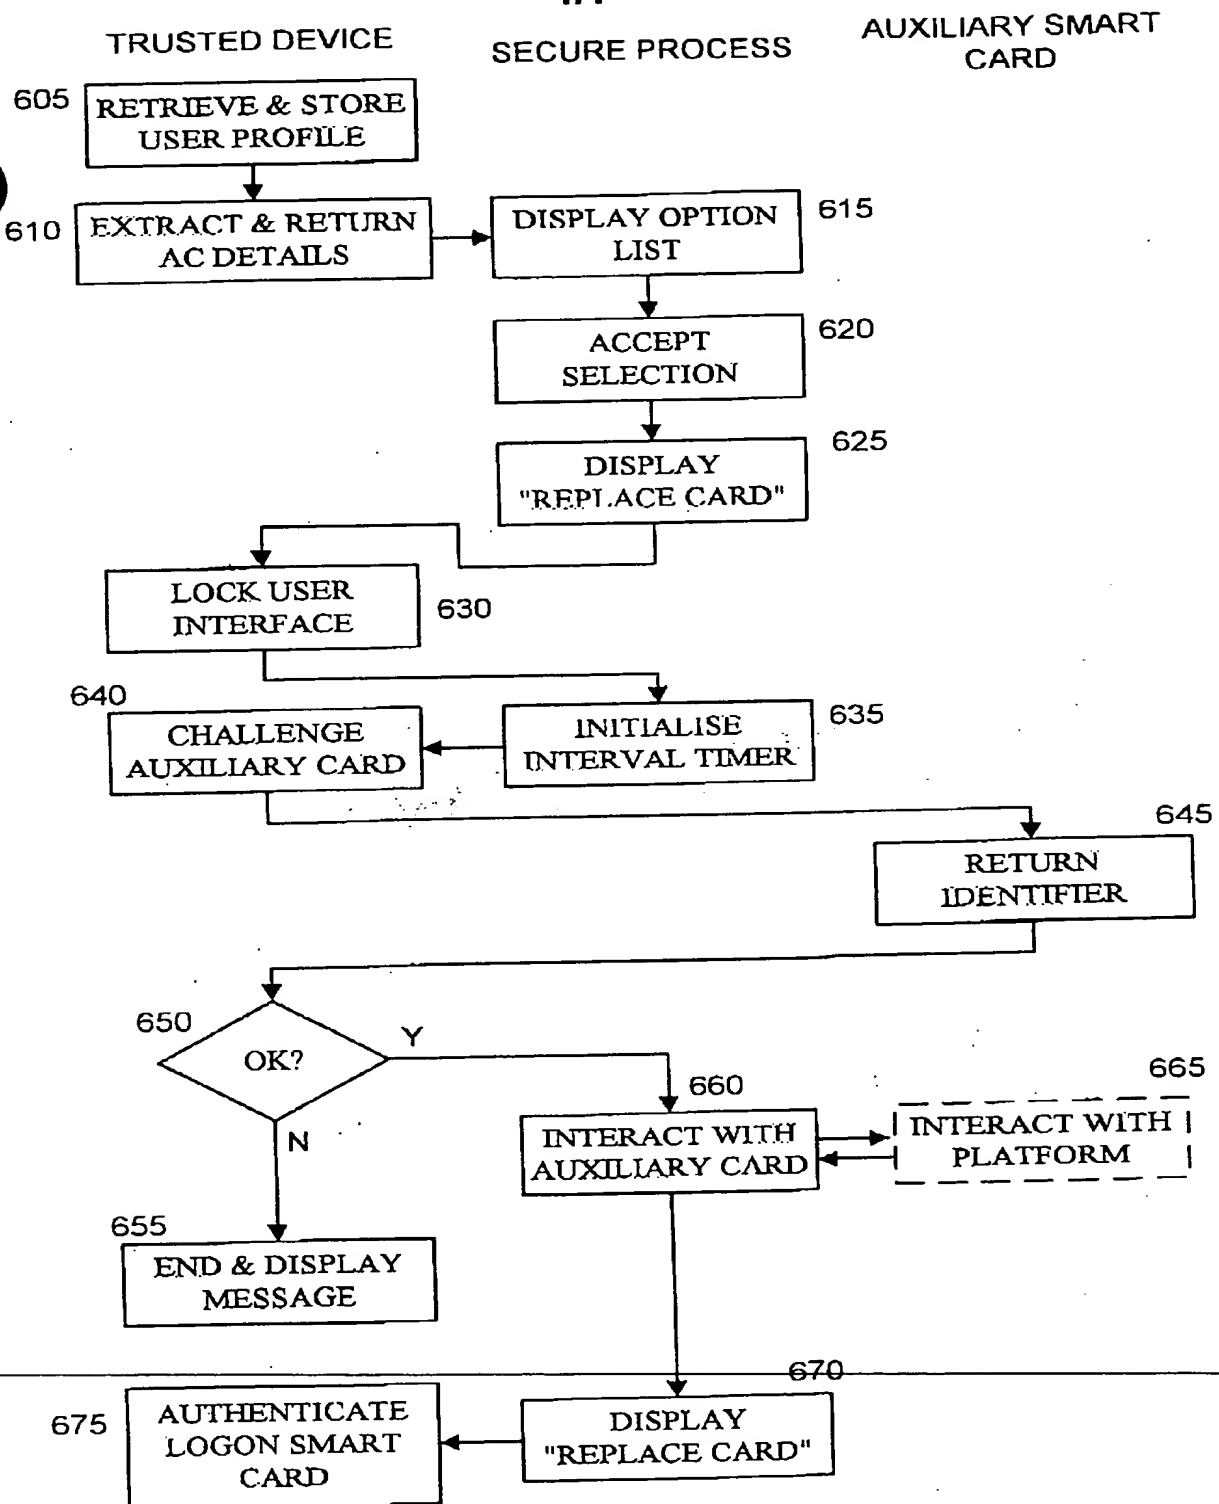 TRUSTED DEVICE
SECURE PROCESS
AUXILIARY SMART
CARD
605
RETRIEVE & STORE
USER PROFILE
610
EXTRACT & RETURN
AC DETAILS
DISPLAY OPTION
LIST
615
ACCEPT
SELECTION
620
DISPLAY
"REPLACE CARD"
625
LOCK USER
INTERFACE
630
INITIALISE
INTERVAL TIMER
635
640
CHALLENGE
AUXILIARY CARD
645
RETURN
IDENTIFIER
650
OK?
Y
N
655
END & DISPLAY
MESSAGE
660
INTERACT WITH
AUXILIARY CARD
665
INTERACT WITH
PLATFORM
670
DISPLAY
"REPLACE CARD"
675
AUTHENTICATE
LOGON SMART
CARD